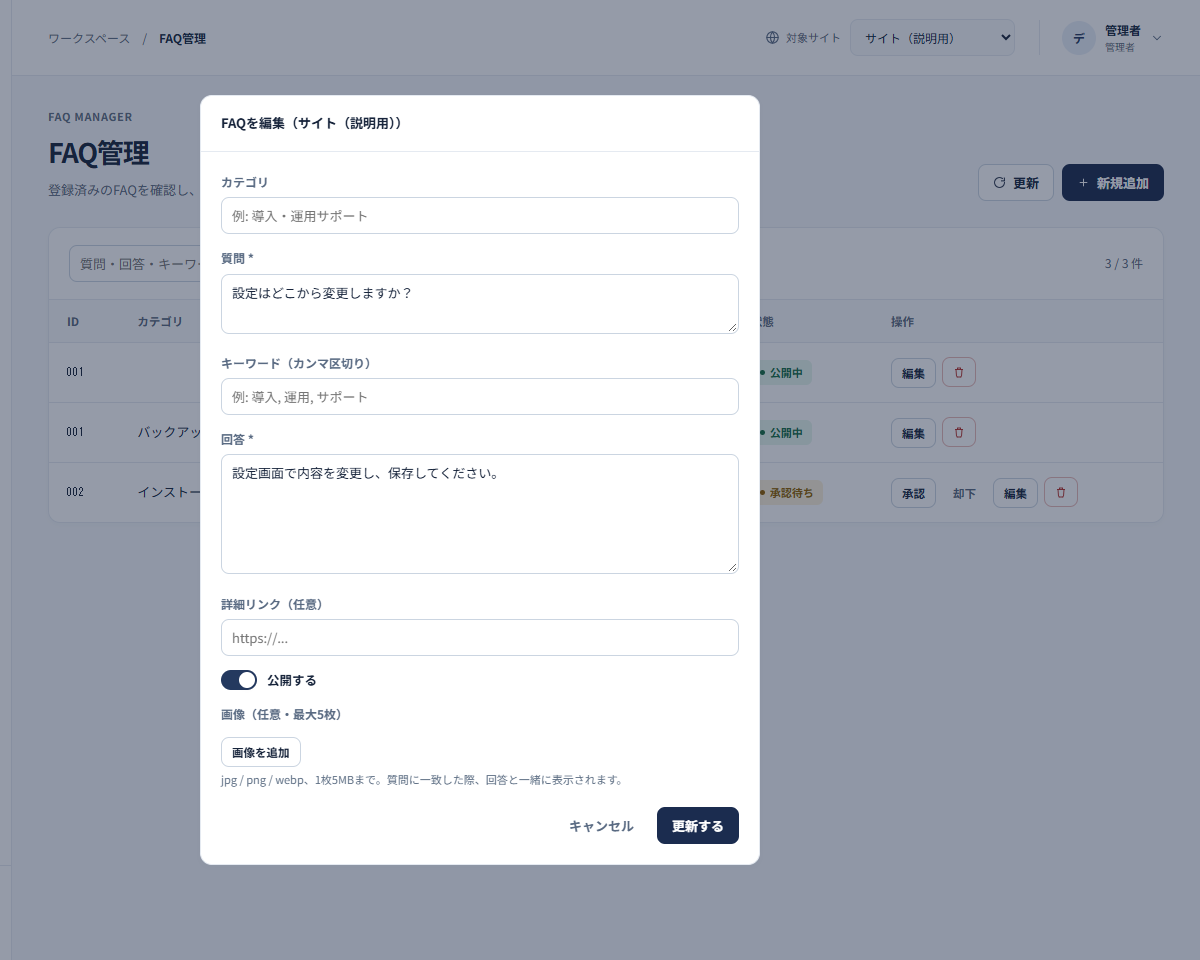 ワークスペース / FAQ管理
対象サイト サイト（説明用） デ 管理者
管理者
FAQ MANAGER
FAQ管理
登録済みのFAQを確認し、
更新 + 新規追加
質問・回答・キーワ
3 / 3 件
ID カテゴリ 状態 操作
001 公開中 編集
001 バックアッ 公開中 編集
002 インストー 承認待ち 承認 却下 編集
FAQを編集（サイト（説明用））
カテゴリ
例: 導入・運用サポート
質問 *
設定はどこから変更しますか？
キーワード（カンマ区切り）
例: 導入, 運用, サポート
回答 *
設定画面で内容を変更し、保存してください。
詳細リンク（任意）
https://...
公開する
画像（任意・最大5枚）
画像を追加
jpg / png / webp、1枚5MBまで。質問に一致した際、回答と一緒に表示されます。
キャンセル 更新する